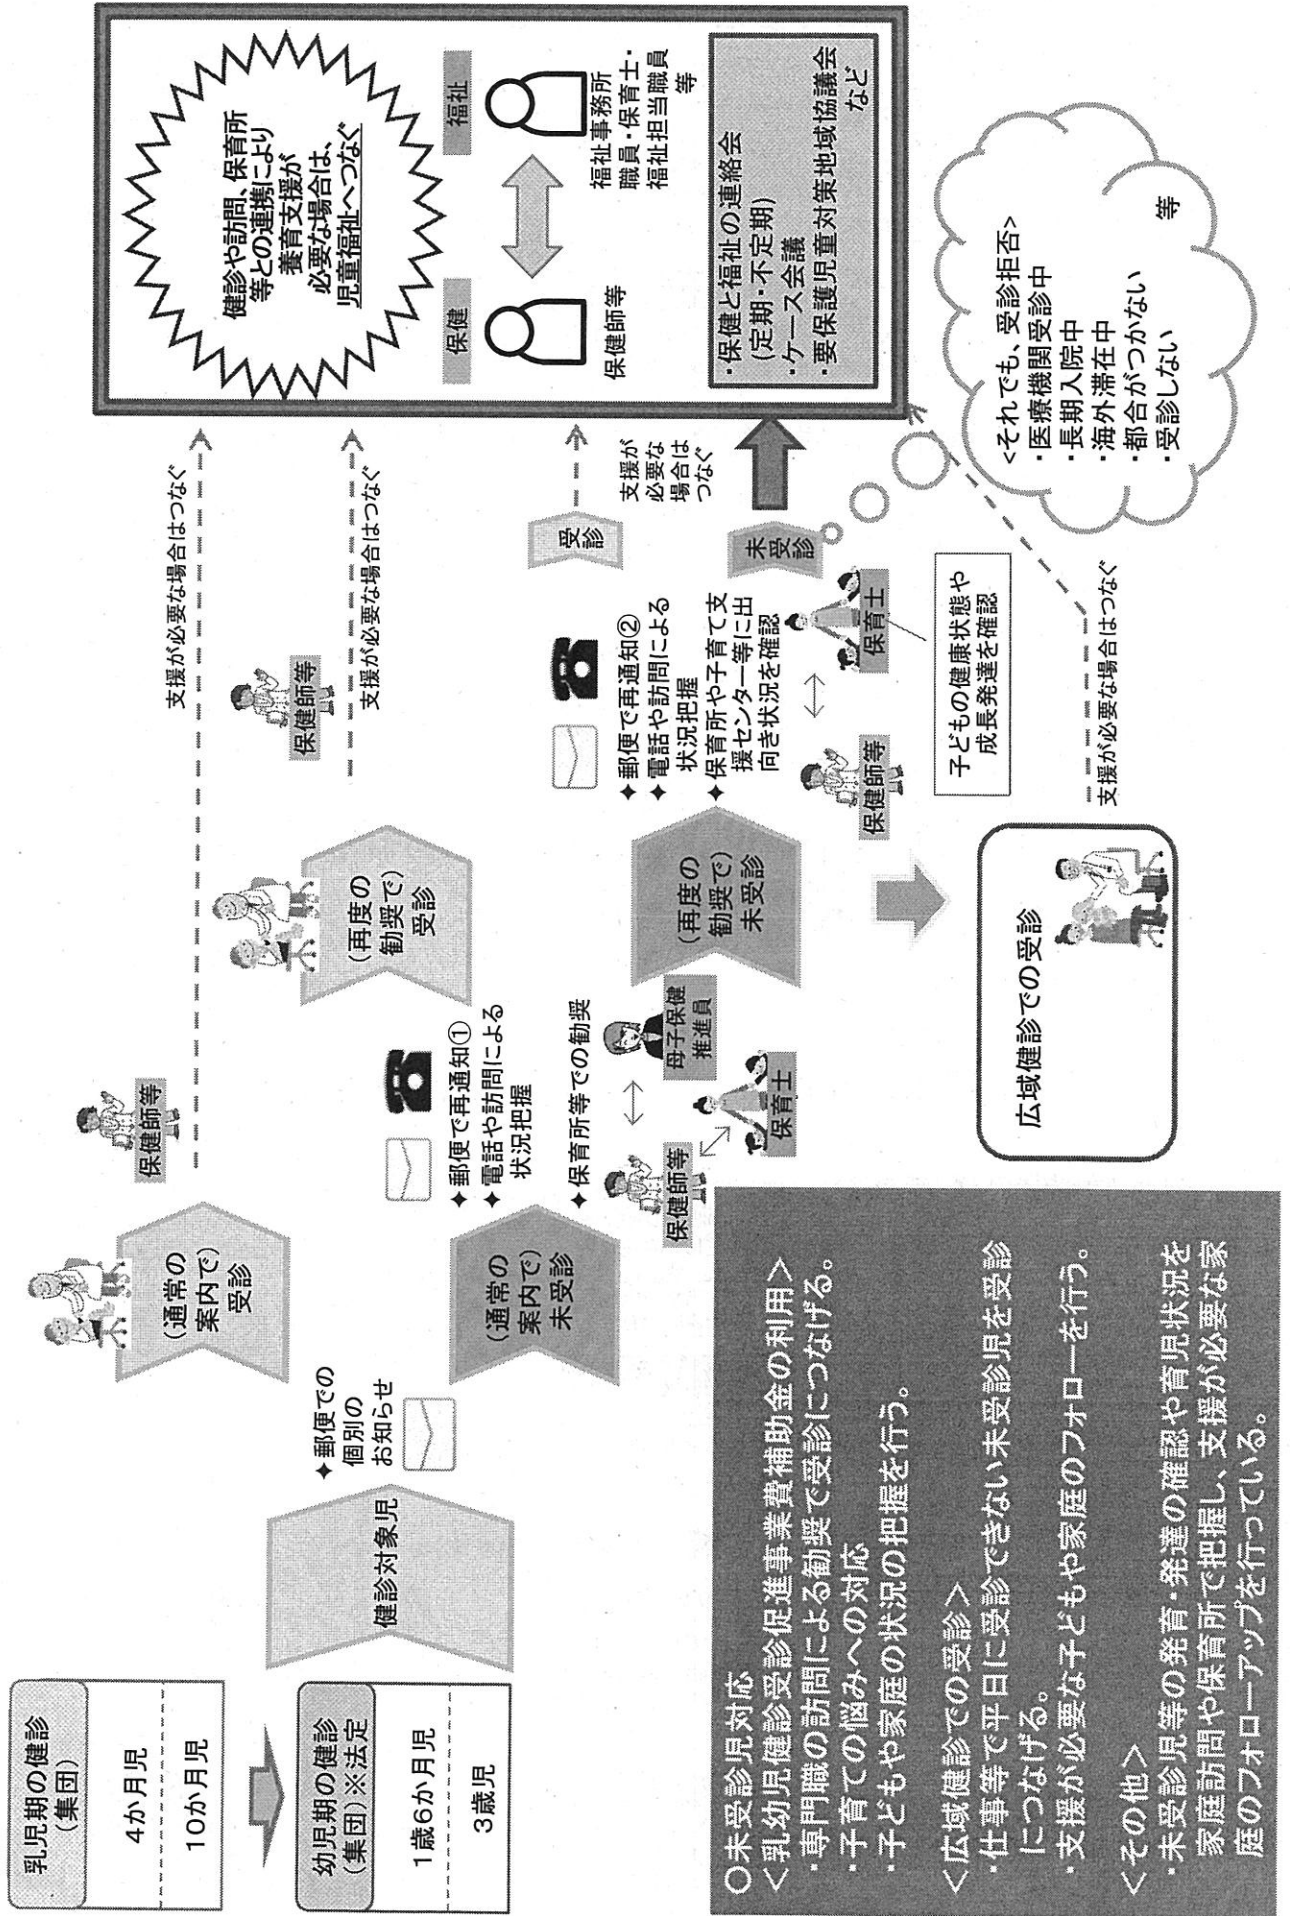 乳児期の健診
(集団)
4か月児
10か月児
幼児期の健診
(集団)※法定
1歳6か月児
3歳児
健診対象児
✦郵便での
個別の
お知らせ
(通常の
案内で)
受診
保健師等
支援が必要な場合はつなぐ
(通常の
案内で)
未受診
✦郵便で再通知①
✦電話や訪問による
状況把握
✦保育所等での勧奨
保健師等
母子保健
推進員
保育士
(再度の
勧奨で)
受診
保健師等
支援が必要な場合はつなぐ
(再度の
勧奨で)
未受診
✦郵便で再通知②
✦電話や訪問による
状況把握
✦保育所や子育て支
援センター等に出
向き状況を確認
保健師等
保育士
子どもの健康状態や
成長発達を確認
受診
支援が
必要な
場合は
つなぐ
未受診
<それでも、受診拒否>
・医療機関受診中
・長期入院中
・海外滞在中
・都合がつかない
・受診しない
等
広域健診での受診
支援が必要な場合はつなぐ
健診や訪問、保育所
等との連携により
養育支援が
必要な場合は、
児童福祉へつなぐ
保健
福祉
保健師等
福祉事務所
職員・保育士・
福祉担当職員
等
・保健と福祉の連絡会
(定期・不定期)
・ケース会議
・要保護児童対策地域協議会
など
○未受診児対応
<乳幼児健診受診促進事業費補助金の利用>
・専門職の訪問による勧奨で受診につなげる。
・子育ての悩みへの対応
・子どもや家庭の状況の把握を行う。
<広域健診での受診>
・仕事等で平日に受診できない未受診児を受診
につなげる。
・支援が必要な子どもや家庭のフォローを行う。
<その他>
・未受診児等の発育・発達の確認や育児状況を
家庭訪問や保育所で把握し、支援が必要な家
庭のフォローアップを行っている。